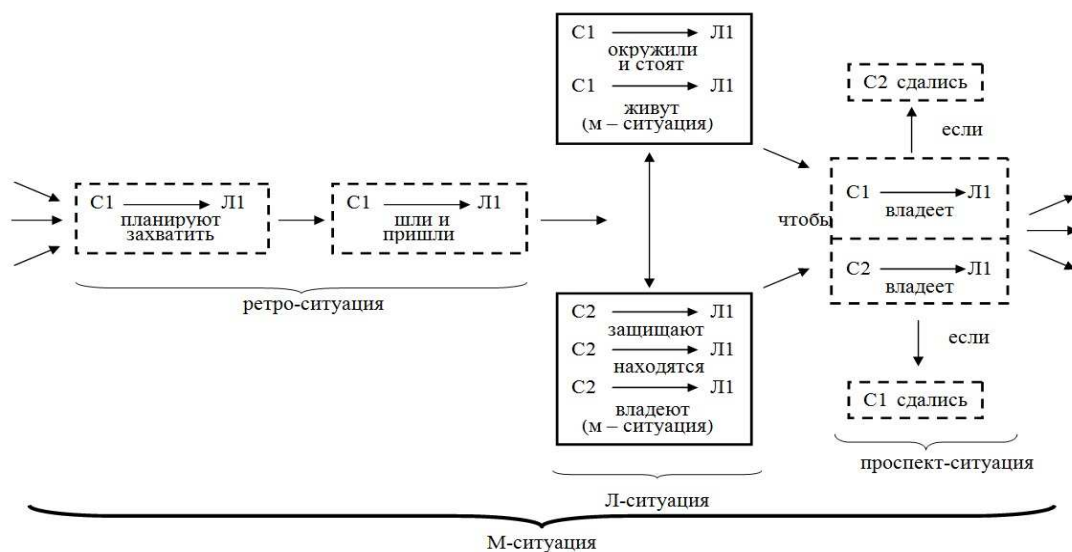 С1 Л1
окружили
и стоят
С1 Л1
живут
(м – ситуация)
С2 сдались
если
С1 Л1
планируют
захватить
С1 Л1
шли и
пришли
чтобы
С1 Л1
владеет
С2 Л1
владеет
ретро-ситуация
С2 Л1
защищают
С2 Л1
находятся
С2 Л1
владеют
(м – ситуация)
если
С1 сдались
проспект-ситуация
Л-ситуация
М-ситуация